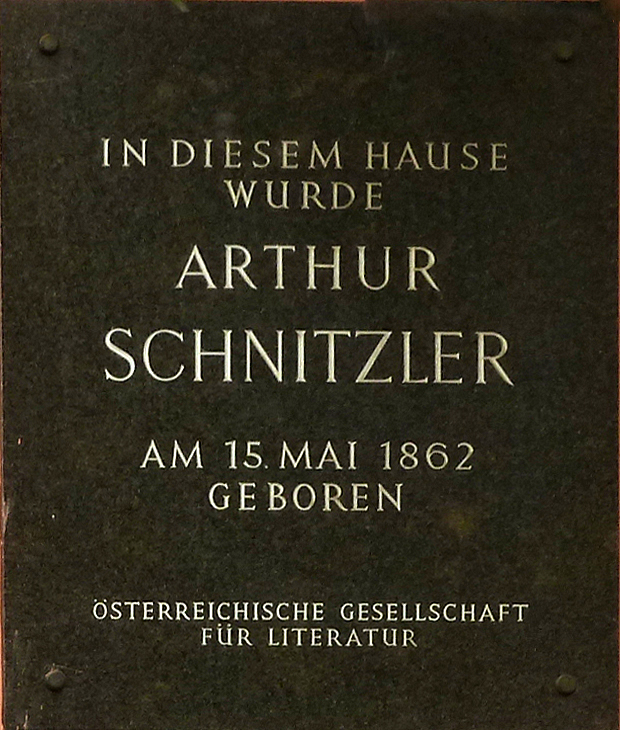 IN DIESEM HAUSE
WURDE
ARTHUR
SCHNITZLER
AM 15. MAI 1862
GEBOREN
ÖSTERREICHISCHE GESELLSCHAFT
FÜR LITERATUR